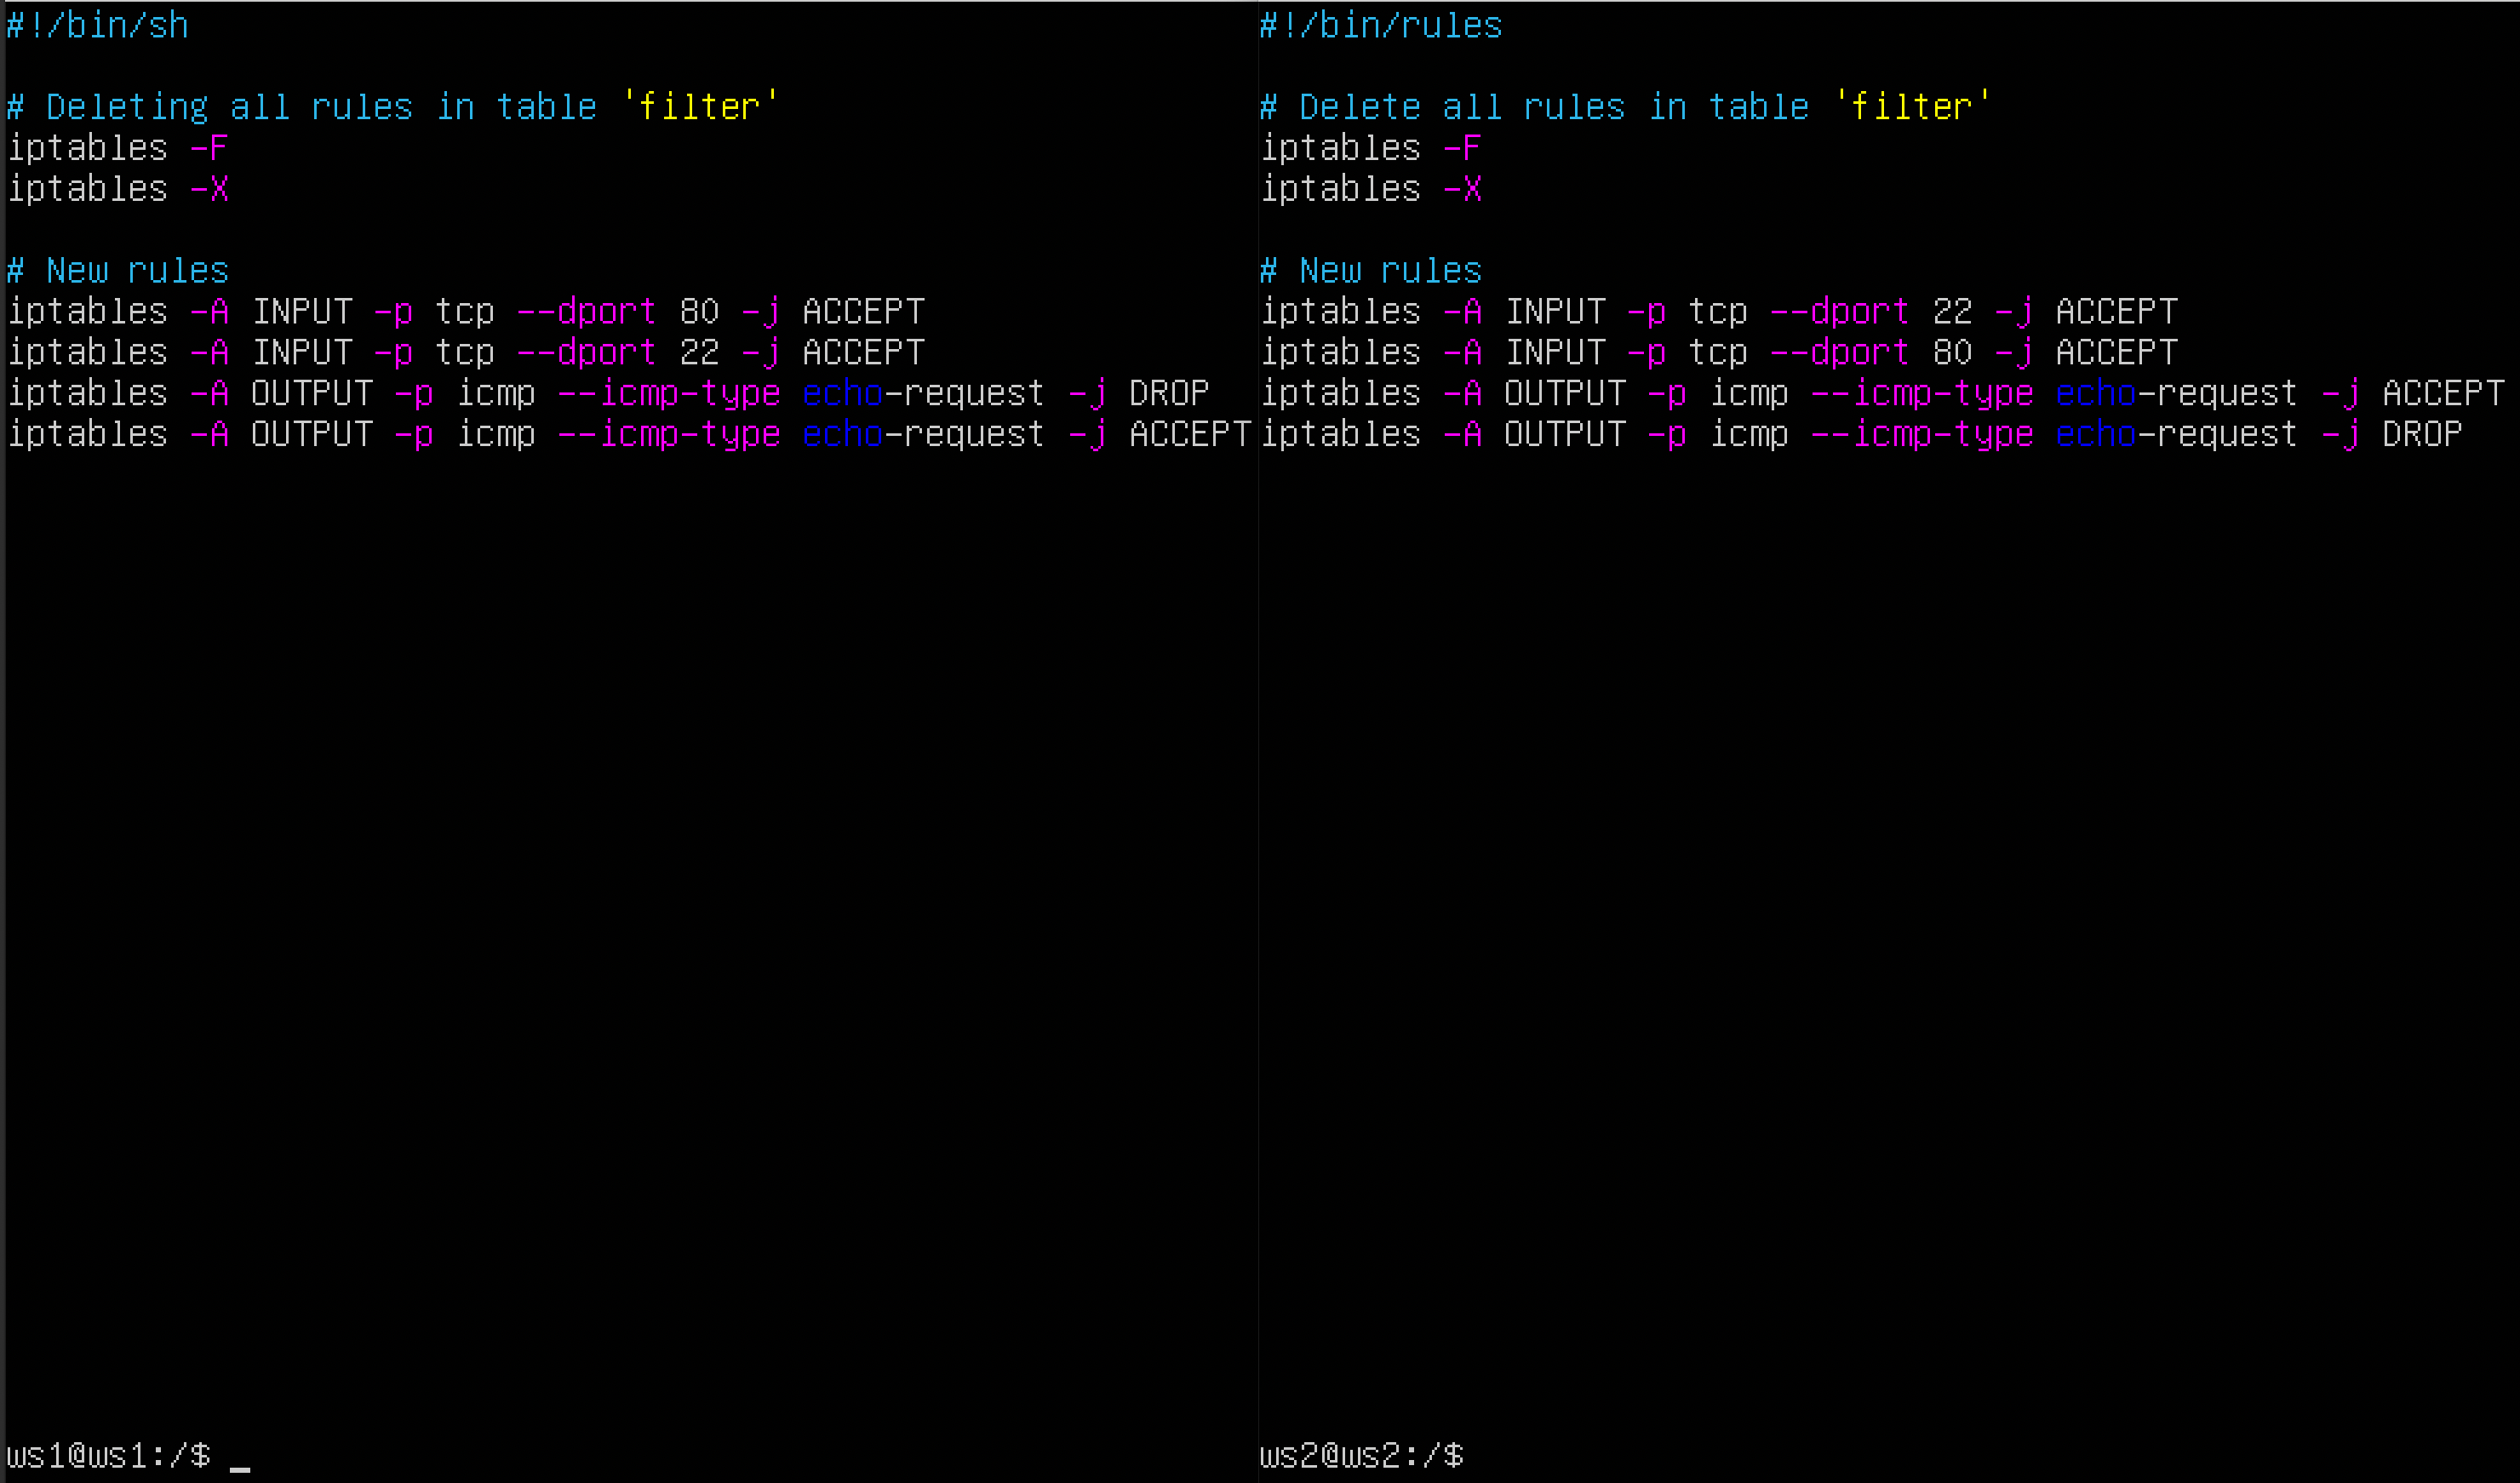 #!/bin/sh
# Deleting all rules in table 'filter'
iptables -F
iptables -X
# New rules
iptables -A INPUT -p tcp --dport 80 -j ACCEPT
iptables -A INPUT -p tcp --dport 22 -j ACCEPT
iptables -A OUTPUT -p icmp --icmp-type echo-request -j DROP
iptables -A OUTPUT -p icmp --icmp-type echo-request -j ACCEPT
ws1@ws1:/$ _
#!/bin/rules
# Delete all rules in table 'filter'
iptables -F
iptables -X
# New rules
iptables -A INPUT -p tcp --dport 22 -j ACCEPT
iptables -A INPUT -p tcp --dport 80 -j ACCEPT
iptables -A OUTPUT -p icmp --icmp-type echo-request -j ACCEPT
iptables -A OUTPUT -p icmp --icmp-type echo-request -j DROP
ws2@ws2:/$